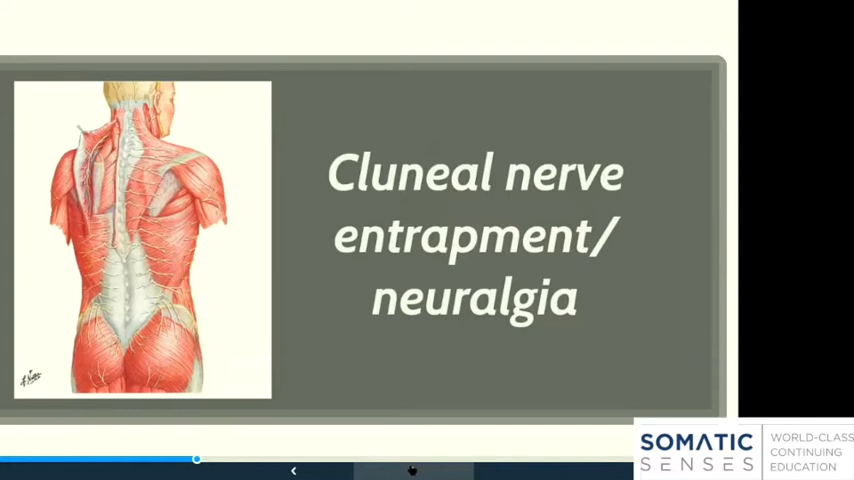 Cluneal nerve
entrapment/
neuralgia
SOMATIC
SENSES
WORLD-CLASS
CONTINUING
EDUCATION